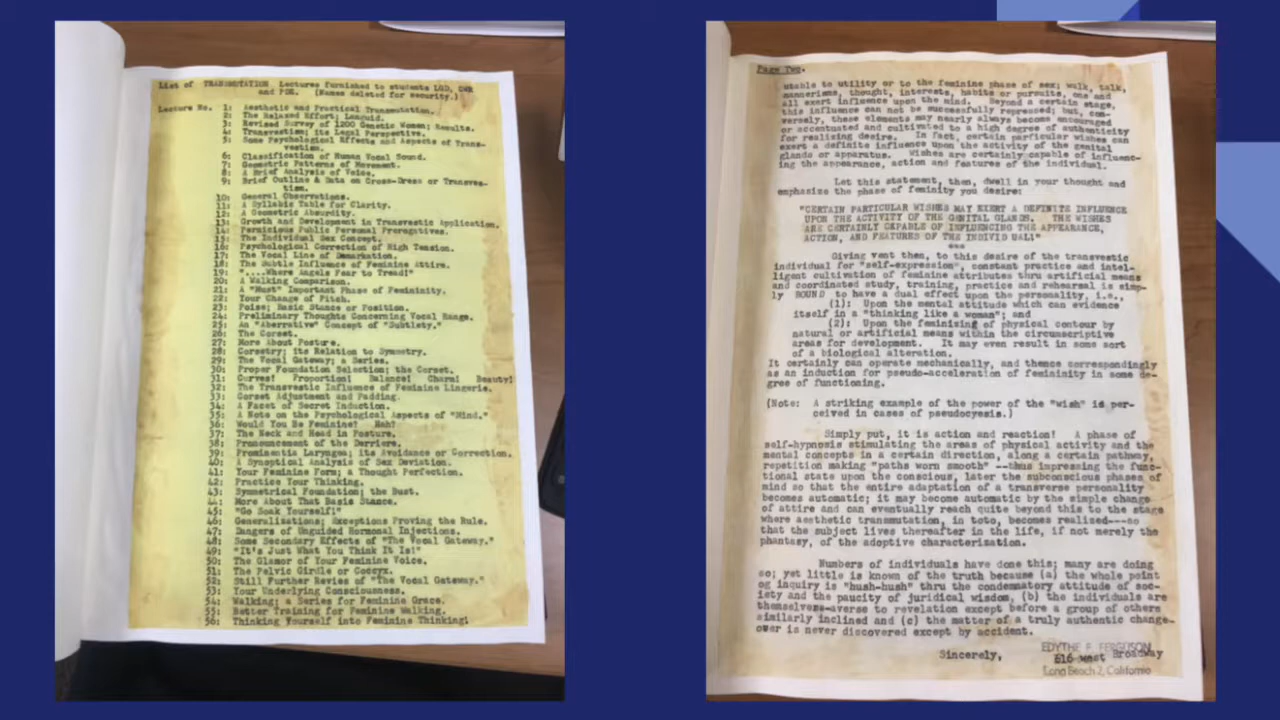 List of TRANSMUTATION Lectures furnished to students LGD, CWR
and PDE. (Names deleted for security.)
Lecture No. 1: Aesthetic and Practical Transmutation.
2: The Relaxed Effort; Languid.
3: Revised Survey of 1200 Genetic Women; Results.
4: Transvestism; its Legal Perspective.
5: Some Psychological Effects and Aspects of Trans-
vestism.
6: Classification of Human Vocal Sound.
7: Geometric Patterns of Movement.
8: A Brief Analysis of Voice.
9: Brief Outline & Data on Cross-Dress or Transves-
tism.
10: General Observations.
11: A Syllabic Table for Clarity.
12: A Geometric Absurdity.
13: Growth and Development in Transvestic Application.
14: Pernicious Public Personal Prerogatives.
15: The Individual Sex Concept.
16: Psychological Correction of High Tension.
17: The Vocal Line of Demarkation.
18: The Subtle Influence of Feminine Attire.
19: "....Where Angels Fear to Tread!"
20: A Walking Comparison.
21: A "Must" Important Phase of Femininity.
22: Your Change of Pitch.
23: Poise; Basic Stance or Position.
24: Preliminary Thoughts Concerning Vocal Range.
25: An "Aberrative" Concept of "Subtlety."
26: The Corset.
27: More About Posture.
28: Corsetry; its Relation to Symmetry.
29: The Vocal Gateway; a Series.
30: Proper Foundation Selection; the Corset.
31: Curves! Proportion! Balance! Charm! Beauty!
32: The Transvestic Influence of Feminine Lingerie.
33: Corset Adjustment and Padding.
34: A Facet of Secret Induction.
35: A Note on the Psychological Aspects of "Mind."
36: Would You Be Feminine? Hah?
37: The Neck and Head in Posture.
38: Pronouncement of the Derriere.
39: Prominentia Laryngea; its Avoidance or Correction.
40: A Synoptical Analysis of Sex Deviation.
41: Your Feminine Form; a Thought Perfection.
42: Practice Your Thinking.
43: Symmetrical Foundation; the Bust.
44: More About That Basis Stance.
45: "Go Soak Yourself!"
46: Generalizations; Exceptions Proving the Rule.
47: Dangers of Unguided Hormonal Injections.
48: Some Secondary Effects of "The Vocal Gateway."
49: "It's Just What You Think It Is!"
50: The Glamor of Your Feminine Voice.
51: The Pelvic Girdle or Coccyx.
52: Still Further Review of "The Vocal Gateway."
53: Your Underlying Consciousness.
54: Walking; a Series for Feminine Grace.
55: Better Training for Feminine Walking.
56: Thinking Yourself into Feminine Thinking!
Page Two.
utable to utility or to the feminine phase of sex; walk, talk,
mannerisms, thought, interests, habits or pursuits, one and
all exert influence upon the mind. Beyond a certain stage,
this influence can not be successfully repressed; but, con-
versely, these elements may nearly always become encouraged
or accentuated and cultivated to a high degree of authenticity
for realizing desire. In fact, certain particular wishes can
exert a definite influence upon the activity of the genital
glands or apparatus. Wishes are certainly capable of influenc-
ing the appearance, action and features of the individual.
Let this statement, then, dwell in your thought and
emphasize the phase of feminity you desire:
"CERTAIN PARTICULAR WISHES MAY EXERT A DEFINITE INFLUENCE
UPON THE ACTIVITY OF THE GENITAL GLANDS. THE WISHES
ARE CERTAINLY CAPABLE OF INFLUENCING THE APPEARANCE,
ACTION, AND FEATURES OF THE INDIVIDUAL!"
***
Giving vent then, to this desire of the transvestic
individual for "self-expression", constant practice and intel-
ligent cultivation of feminine attributes thru artificial means
and coordinated study, training, practice and rehearsal is simp-
ly BOUND to have a dual effect upon the personality, i.e.,
(1): Upon the mental attitude which can evidence
itself in a "thinking like a woman"; and
(2): Upon the feminizing of physical contour by
natural or artificial means within the circumscriptive
areas for development. It may even result in some sort
of a biological alteration.
It certainly can operate mechanically, and thence correspondingly
as an induction for pseudo-acceleration of feminity in some de-
gree of functioning.
(Note: A striking example of the power of the "wish" is per-
ceived in cases of pseudocyesis.)
Simply put, it is action and reaction! A phase of
self-hypnosis stimulating the areas of physical activity and the
mental concepts in a certain direction, along a certain pathway,
repetition making "paths worn smooth" --thus impressing the func-
tional state upon the conscious, later the subconscious phases of
mind so that the entire adaptation of a transverse personality
becomes automatic; it may become automatic by the simple change
of attire and can eventually reach quite beyond this to the stage
where aesthetic transmutation, in toto, becomes realized---so
that the subject lives thereafter in the life, if not merely the
phantasy, of the adoptive characterization.
Numbers of individuals have done this; many are doing
so; yet little is known of the truth because (a) the whole point
og inquiry is "hush-hush" thru the condemnatory attitude of soc-
iety and the paucity of juridical wisdom, (b) the individuals are
themselves-averse to revelation except before a group of others
similarly inclined and (c) the matter of a truly authentic change-
over is never discovered except by accident.
Sincerely,
EDYTHE F. FERGUSON
616 West Broadway
Long Beach 2, California